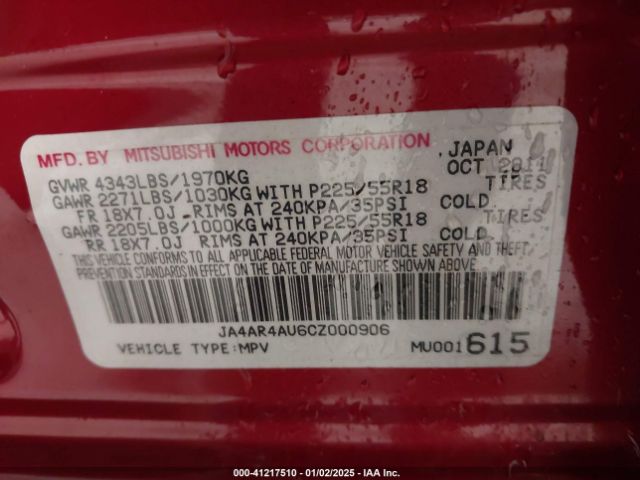 MFD. BY MITSUBISHI MOTORS CORPORATION JAPAN
GVWR 4343LBS/1970KG OCT 2011
GAWR 2271LBS/1030KG WITH P225/55R18 TIRES
FR 18X7.0J RIMS AT 240KPA/35PSI COLD
GAWR 2205LBS/1000KG WITH P225/55R18 TIRES
RR 18X7.0J RIMS AT 240KPA/35PSI COLD
THIS VEHICLE CONFORMS TO ALL APPLICABLE FEDERAL MOTOR VEHICLE SAFETY AND THEFT
PREVENTION STANDARDS IN EFFECT ON THE DATE OF MANUFACTURE SHOWN ABOVE.
JA4AR4AU6CZ000906
VEHICLE TYPE:MPV MU001615
000-41217510 - 01/02/2025 - IAA Inc.